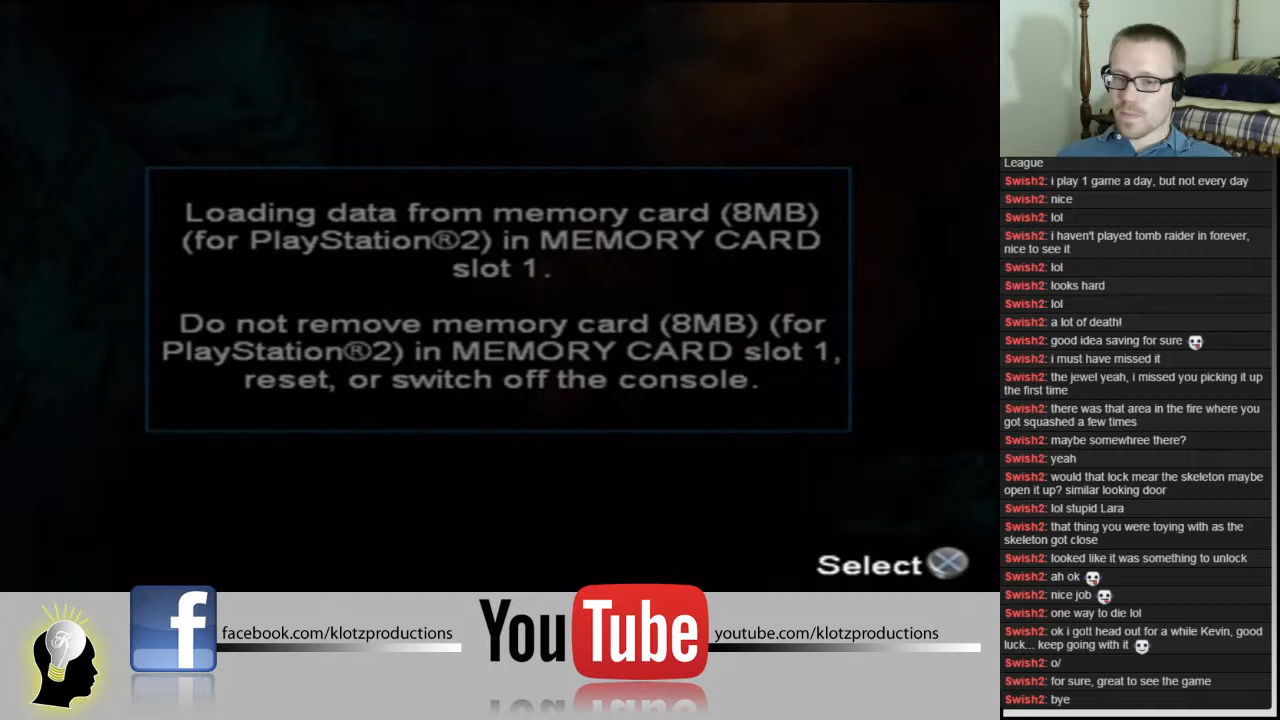 Loading data from memory card (8MB)
(for PlayStation®2) in MEMORY CARD
slot 1.
Do not remove memory card (8MB) (for
PlayStation®2) in MEMORY CARD slot 1,
reset, or switch off the console.
Select
f
facebook.com/klotzproductions
YouTube
youtube.com/klotzproductions
League
Swish2: i play 1 game a day, but not every day
Swish2: nice
Swish2: lol
Swish2: i haven't played tomb raider in forever,
nice to see it
Swish2: lol
Swish2: looks hard
Swish2: lol
Swish2: a lot of death!
Swish2: good idea saving for sure
Swish2: i must have missed it
Swish2: the jewel yeah, i missed you picking it up
the first time
Swish2: there was that area in the fire where you
got squashed a few times
Swish2: maybe somewhree there?
Swish2: yeah
Swish2: would that lock mear the skeleton maybe
open it up? similar looking door
Swish2: lol stupid Lara
Swish2: that thing you were toying with as the
skeleton got close
Swish2: looked like it was something to unlock
Swish2: ah ok
Swish2: nice job
Swish2: one way to die lol
Swish2: ok i gott head out for a while Kevin, good
luck... keep going with it
Swish2: o/
Swish2: for sure, great to see the game
Swish2: bye